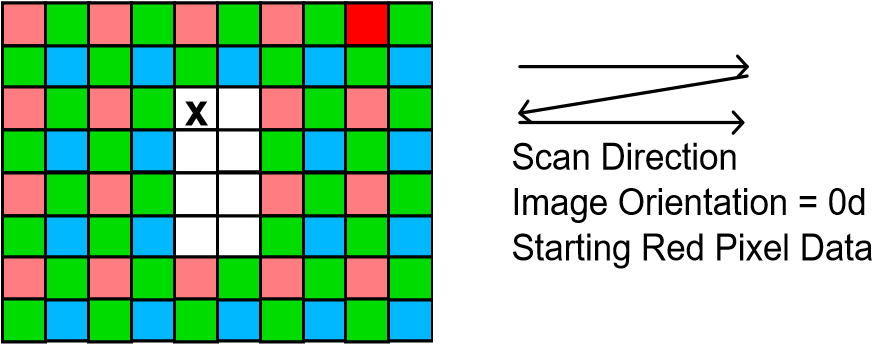 X
Scan Direction
Image Orientation = 0d
Starting Red Pixel Data